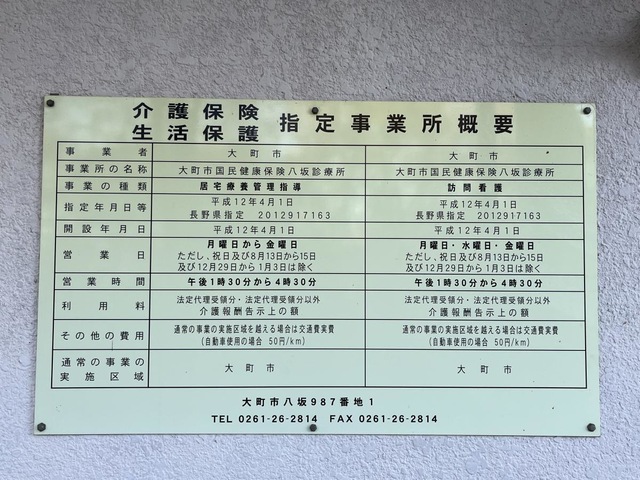 介護保険
生活保護 指定事業所概要
事業者 大町市 大町市
事業所の名称 大町市国民健康保険八坂診療所 大町市国民健康保険八坂診療所
事業の種類 居宅療養管理指導 訪問看護
指定年月日等 平成12年4月1日 平成12年4月1日
長野県指定 2012917163 長野県指定 2012917163
開設年月日 平成12年4月1日 平成12年4月1日
営業日 月曜日から金曜日 月曜日・水曜日・金曜日
ただし、祝日及び8月13日から15日 ただし、祝日及び8月13日から15日
及び12月29日から1月3日は除く 及び12月29日から1月3日は除く
営業時間 午後1時30分から4時30分 午後1時30分から4時30分
利用料 法定代理受領分・法定代理受領分以外 法定代理受領分・法定代理受領分以外
介護報酬告示上の額 介護報酬告示上の額
その他の費用 通常の事業の実施区域を越える場合は交通費実費 通常の事業の実施区域を越える場合は交通費実費
(自動車使用の場合 50円/km) (自動車使用の場合 50円/km)
通常の事業の 大町市 大町市
実施区域
大町市八坂987番地1
TEL 0261-26-2814 FAX 0261-26-2814